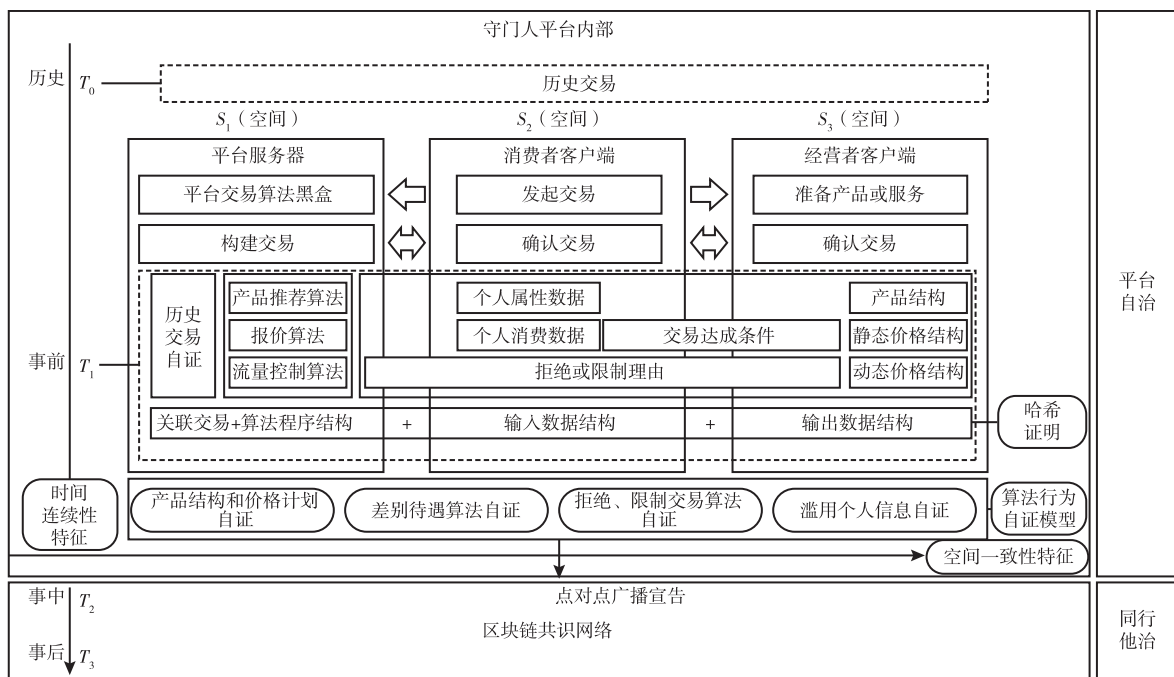 守门人平台内部
历史 T0
历史交易
S1（空间）
S2（空间）
S3（空间）
平台服务器
消费者客户端
经营者客户端
平台交易算法黑盒
发起交易
准备产品或服务
构建交易
确认交易
确认交易
历史
交易
自证
产品推荐算法
个人属性数据
产品结构
报价算法
个人消费数据
交易达成条件
静态价格结构
事前 T1
流量控制算法
拒绝或限制理由
动态价格结构
关联交易+算法程序结构
+
输入数据结构
+
输出数据结构
哈希
证明
时间
连续性
特征
产品结构和价格计划
自证
差别待遇算法自证
拒绝、限制交易算法
自证
滥用个人信息自证
算法行为
自证模型
空间一致性特征
平台
自治
事中 T2
点对点广播宣告
区块链共识网络
事后 T3
同行
他治